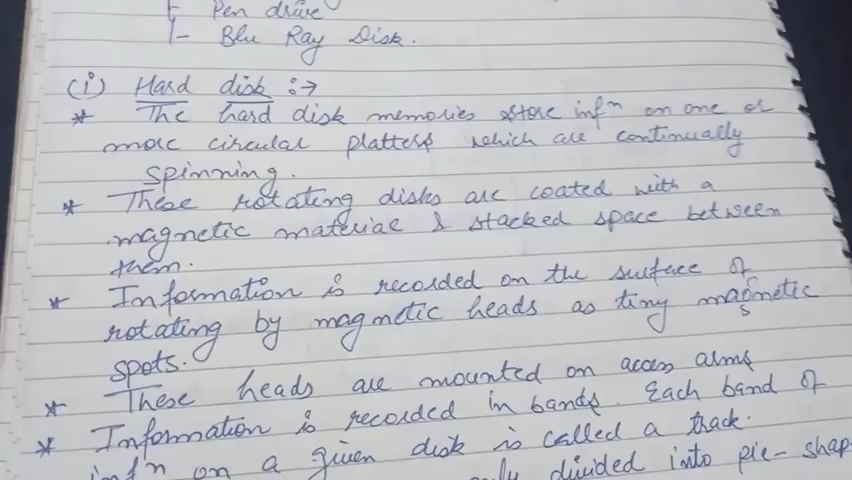 - Pen drive
- Blu Ray Disk.
(i) Hard disk :→
* The hard disk memories store infⁿ on one or
more circular platters which are continually
spinning.
* These rotating disks are coated with a
magnetic material & stacked space between
them.
* Information is recorded on the surface of
rotating by magnetic heads as tiny magnetic
spots.
* These heads are mounted on access arms
* Information is recorded in bands. Each band of
infⁿ on a given disk is called a track.
divided into pie-shap